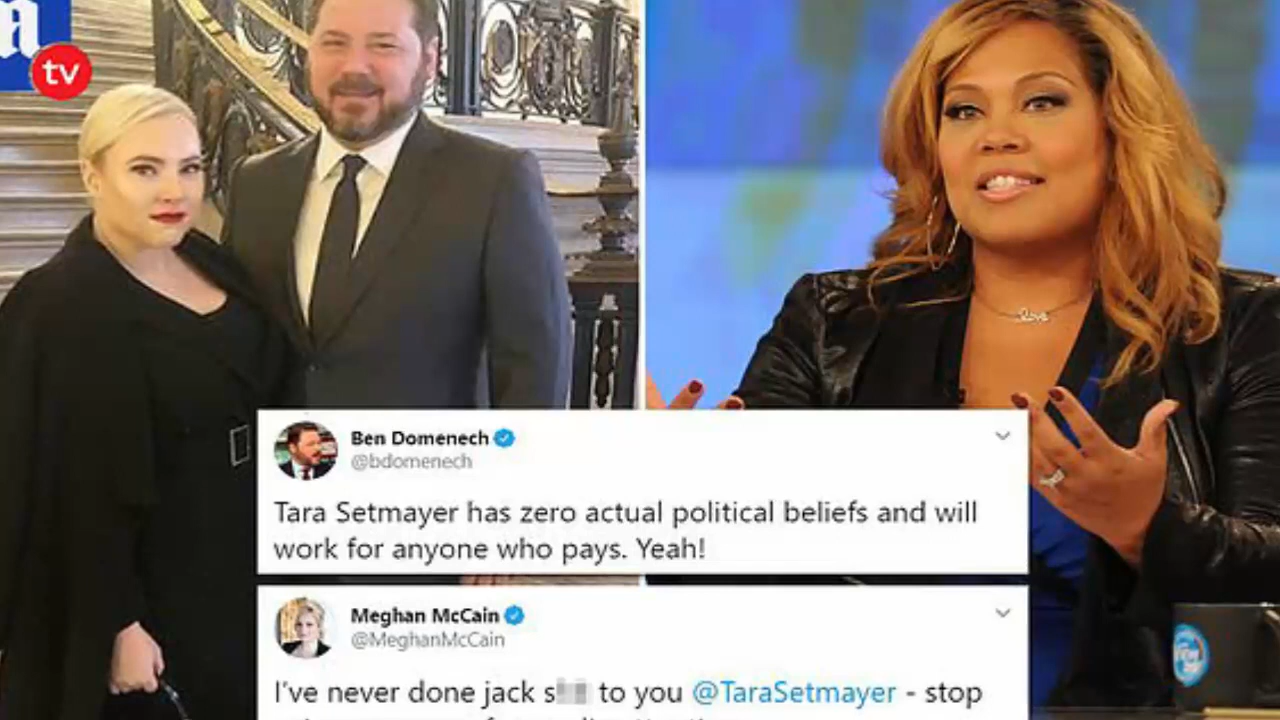 tv
Ben Domenech
@bdomenech
Tara Setmayer has zero actual political beliefs and will
work for anyone who pays. Yeah!
Meghan McCain
@MeghanMcCain
I've never done jack s to you @TaraSetmayer - stop
love